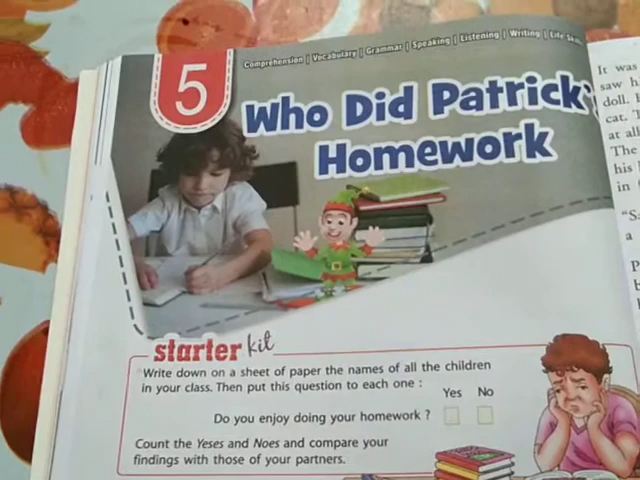 5
Comprehension | Vocabulary | Grammar | Speaking | Listening | Writing | Life
Who Did Patrick's
Homework
starter kit
Write down on a sheet of paper the names of all the children
in your class. Then put this question to each one :
Yes No
Do you enjoy doing your homework ?
Count the Yeses and Noes and compare your
findings with those of your partners.
It was
saw h
doll.
cat. T
at all
The
his
in
a